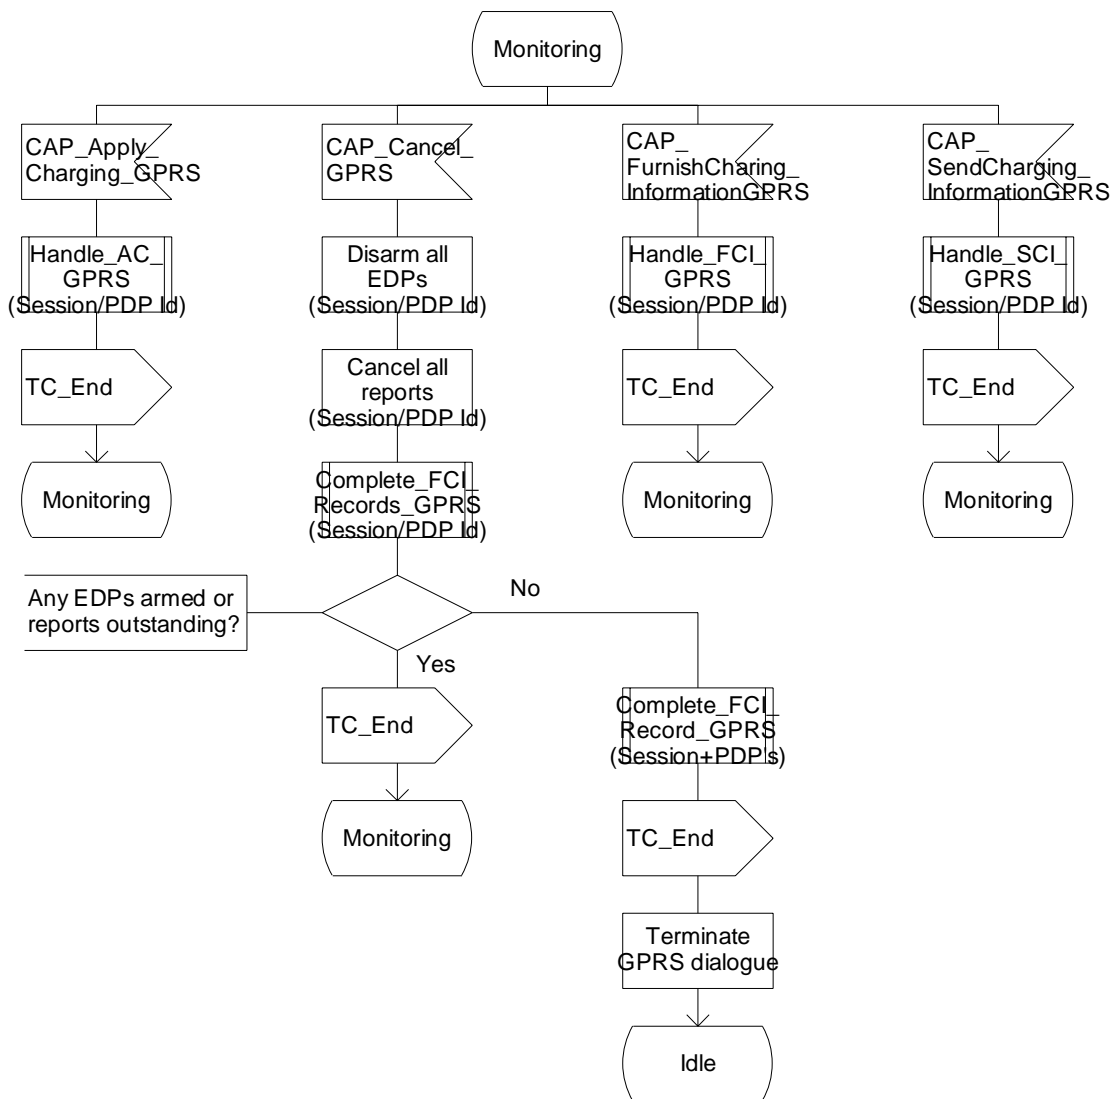 Monitoring
CAP_Apply_
Charging_GPRS
CAP_Cancel_
GPRS
CAP_
FurnishCharing_
InformationGPRS
CAP_
SendCharging_
InformationGPRS
Handle_AC_
GPRS
(Session/PDP Id)
Disarm all
EDPs
(Session/PDP Id)
Handle_FCI_
GPRS
(Session/PDP Id)
Handle_SCI_
GPRS
(Session/PDP Id)
TC_End
Cancel all
reports
(Session/PDP Id)
TC_End
TC_End
Monitoring
Complete_FCI_
Records_GPRS
(Session/PDP Id)
Monitoring
Monitoring
Any EDPs armed or
reports outstanding?
No
Yes
TC_End
Complete_FCI_
Record_GPRS
(Session+PDP's)
Monitoring
TC_End
Terminate
GPRS dialogue
Idle